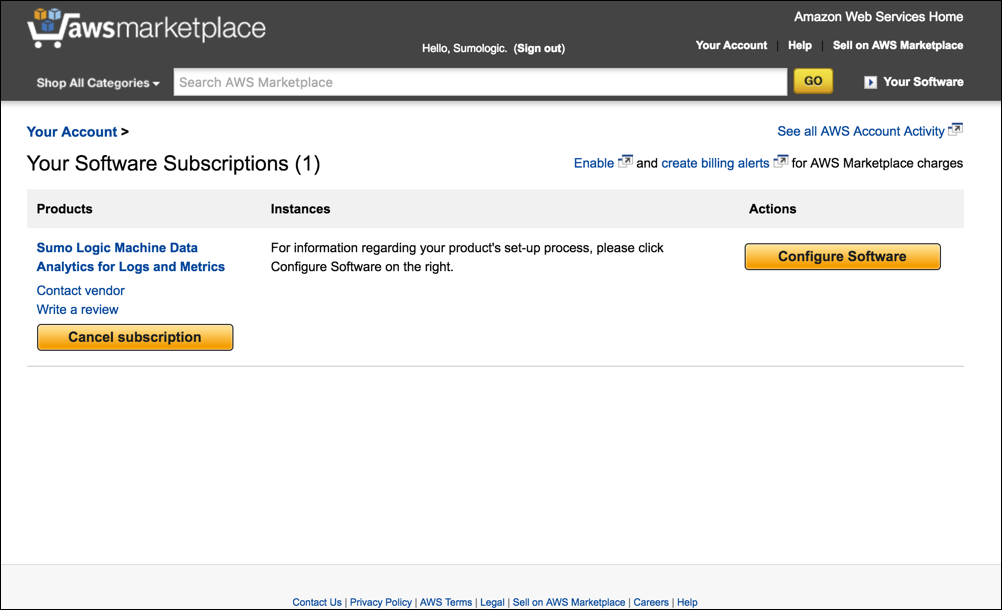 awsmarketplace
Amazon Web Services Home
Hello, Sumologic. (Sign out)
Your Account | Help | Sell on AWS Marketplace
Shop All Categories
Search AWS Marketplace
GO
Your Software
Your Account >
See all AWS Account Activity
Your Software Subscriptions (1)
Enable and create billing alerts for AWS Marketplace charges
Products
Instances
Actions
Sumo Logic Machine Data
Analytics for Logs and Metrics
Contact vendor
Write a review
Cancel subscription
For information regarding your product's set-up process, please click
Configure Software on the right.
Configure Software
Contact Us | Privacy Policy | AWS Terms | Legal | Sell on AWS Marketplace | Careers | Help